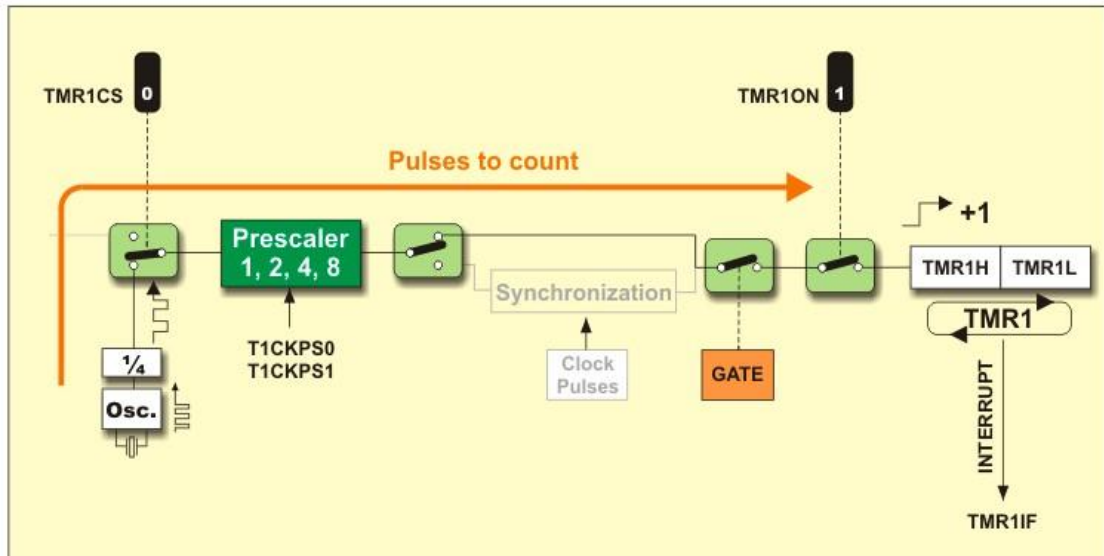 TMR1CS
0
TMR1ON
1
Pulses to count
+1
Prescaler
1, 2, 4, 8
TMR1H
TMR1L
Synchronization
TMR1
T1CKPS0
T1CKPS1
¼
Osc.
Clock
Pulses
GATE
INTERRUPT
TMR1IF